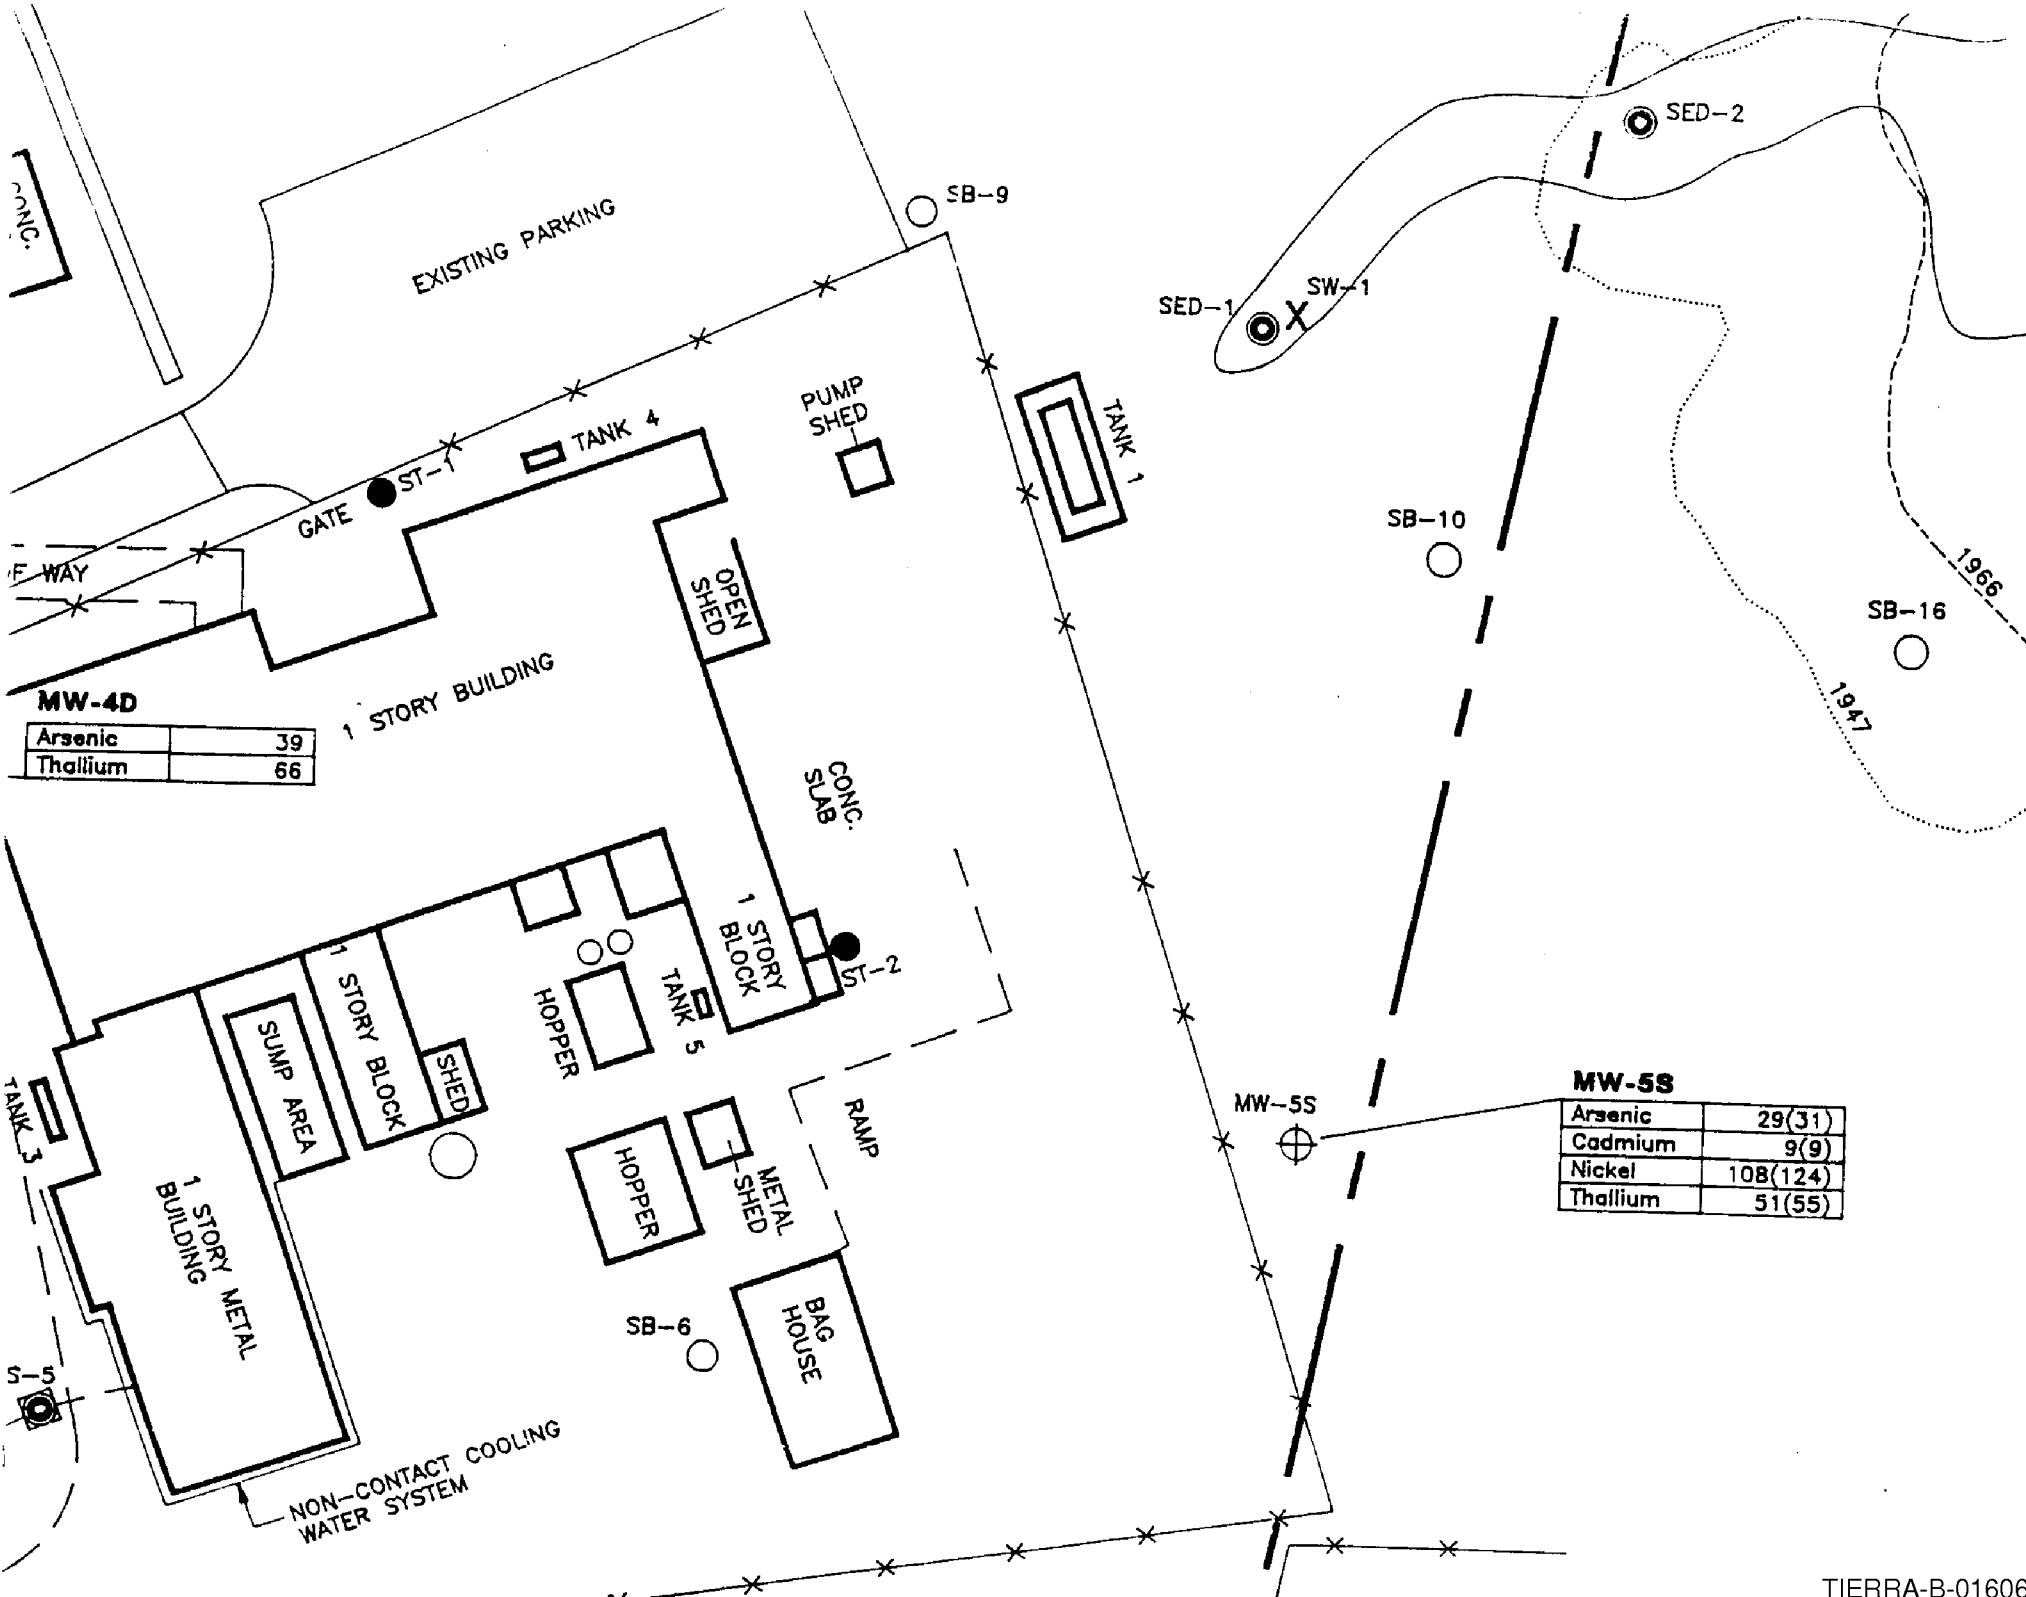 SED-2
CONC.
SB-9
EXISTING PARKING
SW-1
SED-1
PUMP
SHED
TANK 1
TANK 4
ST-1
GATE
SB-10
WAY
OPEN
SHED
1966
SB-16
1 STORY BUILDING
1947
MW-4D
Arsenic 39
Thallium 66
CONC.
SLAB
1 STORY
BLOCK
ST-2
1 STORY BLOCK
HOPPER
TANK 5
SUMP AREA
SHED
TANK 3
RAMP
MW-5S
MW-5S
Arsenic 29(31)
Cadmium 9(9)
Nickel 108(124)
Thallium 51(55)
HOPPER
METAL
SHED
1 STORY METAL
BUILDING
SB-6
BAG
HOUSE
S-5
NON-CONTACT COOLING
WATER SYSTEM
TIERRA-B-01606